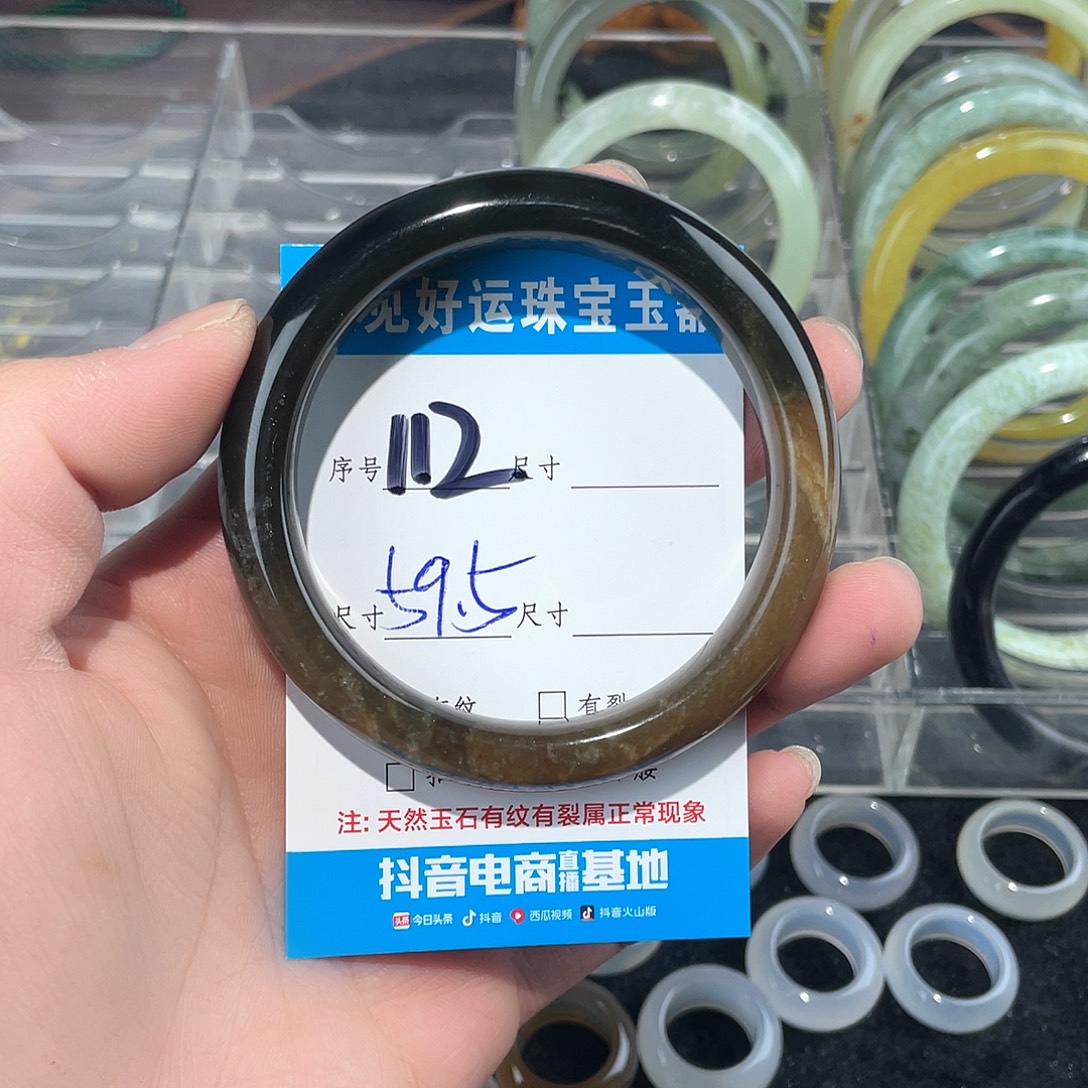 见好运珠宝玉器
序号 112 尺寸
尺寸 59.5 尺寸
纹 有裂
注: 天然玉石有纹有裂属正常现象
抖音电商直播基地
头条 今日头条 抖音 西瓜视频 抖音火山版